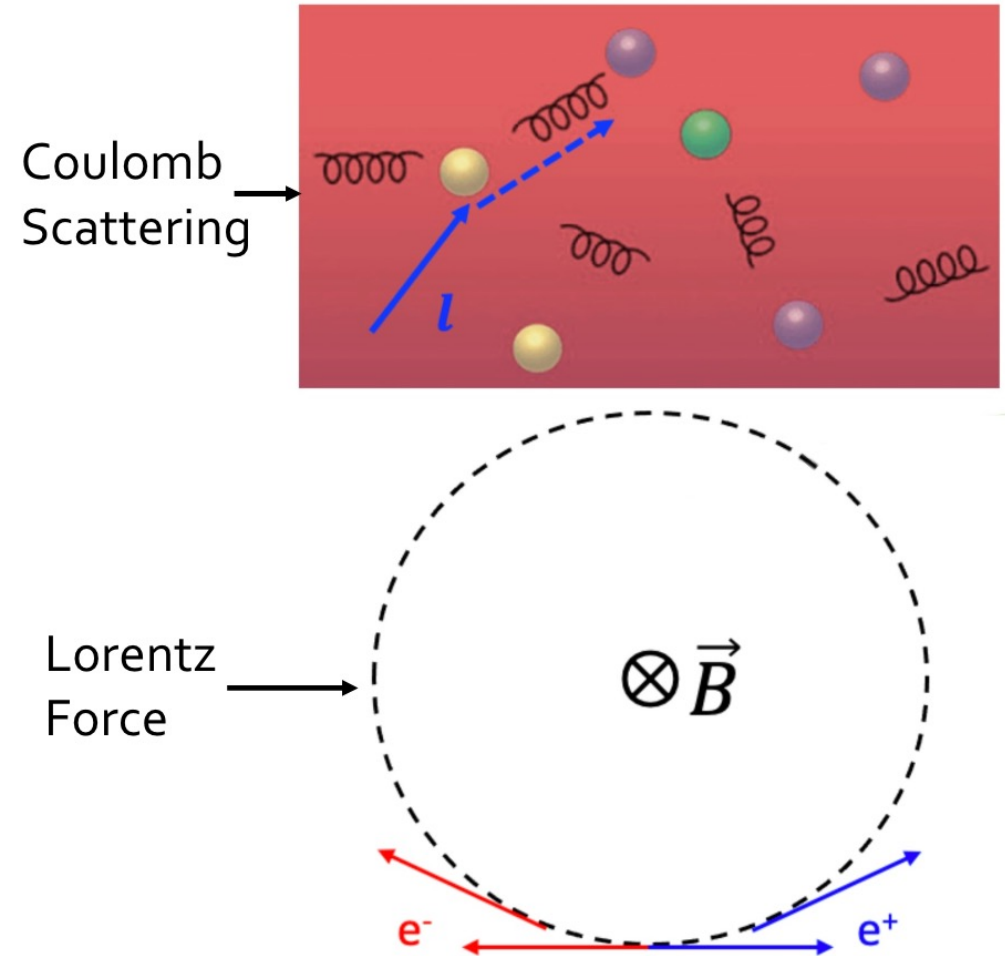 Coulomb
Scattering
l
Lorentz
Force
⊗ B⃗
e⁻
e⁺